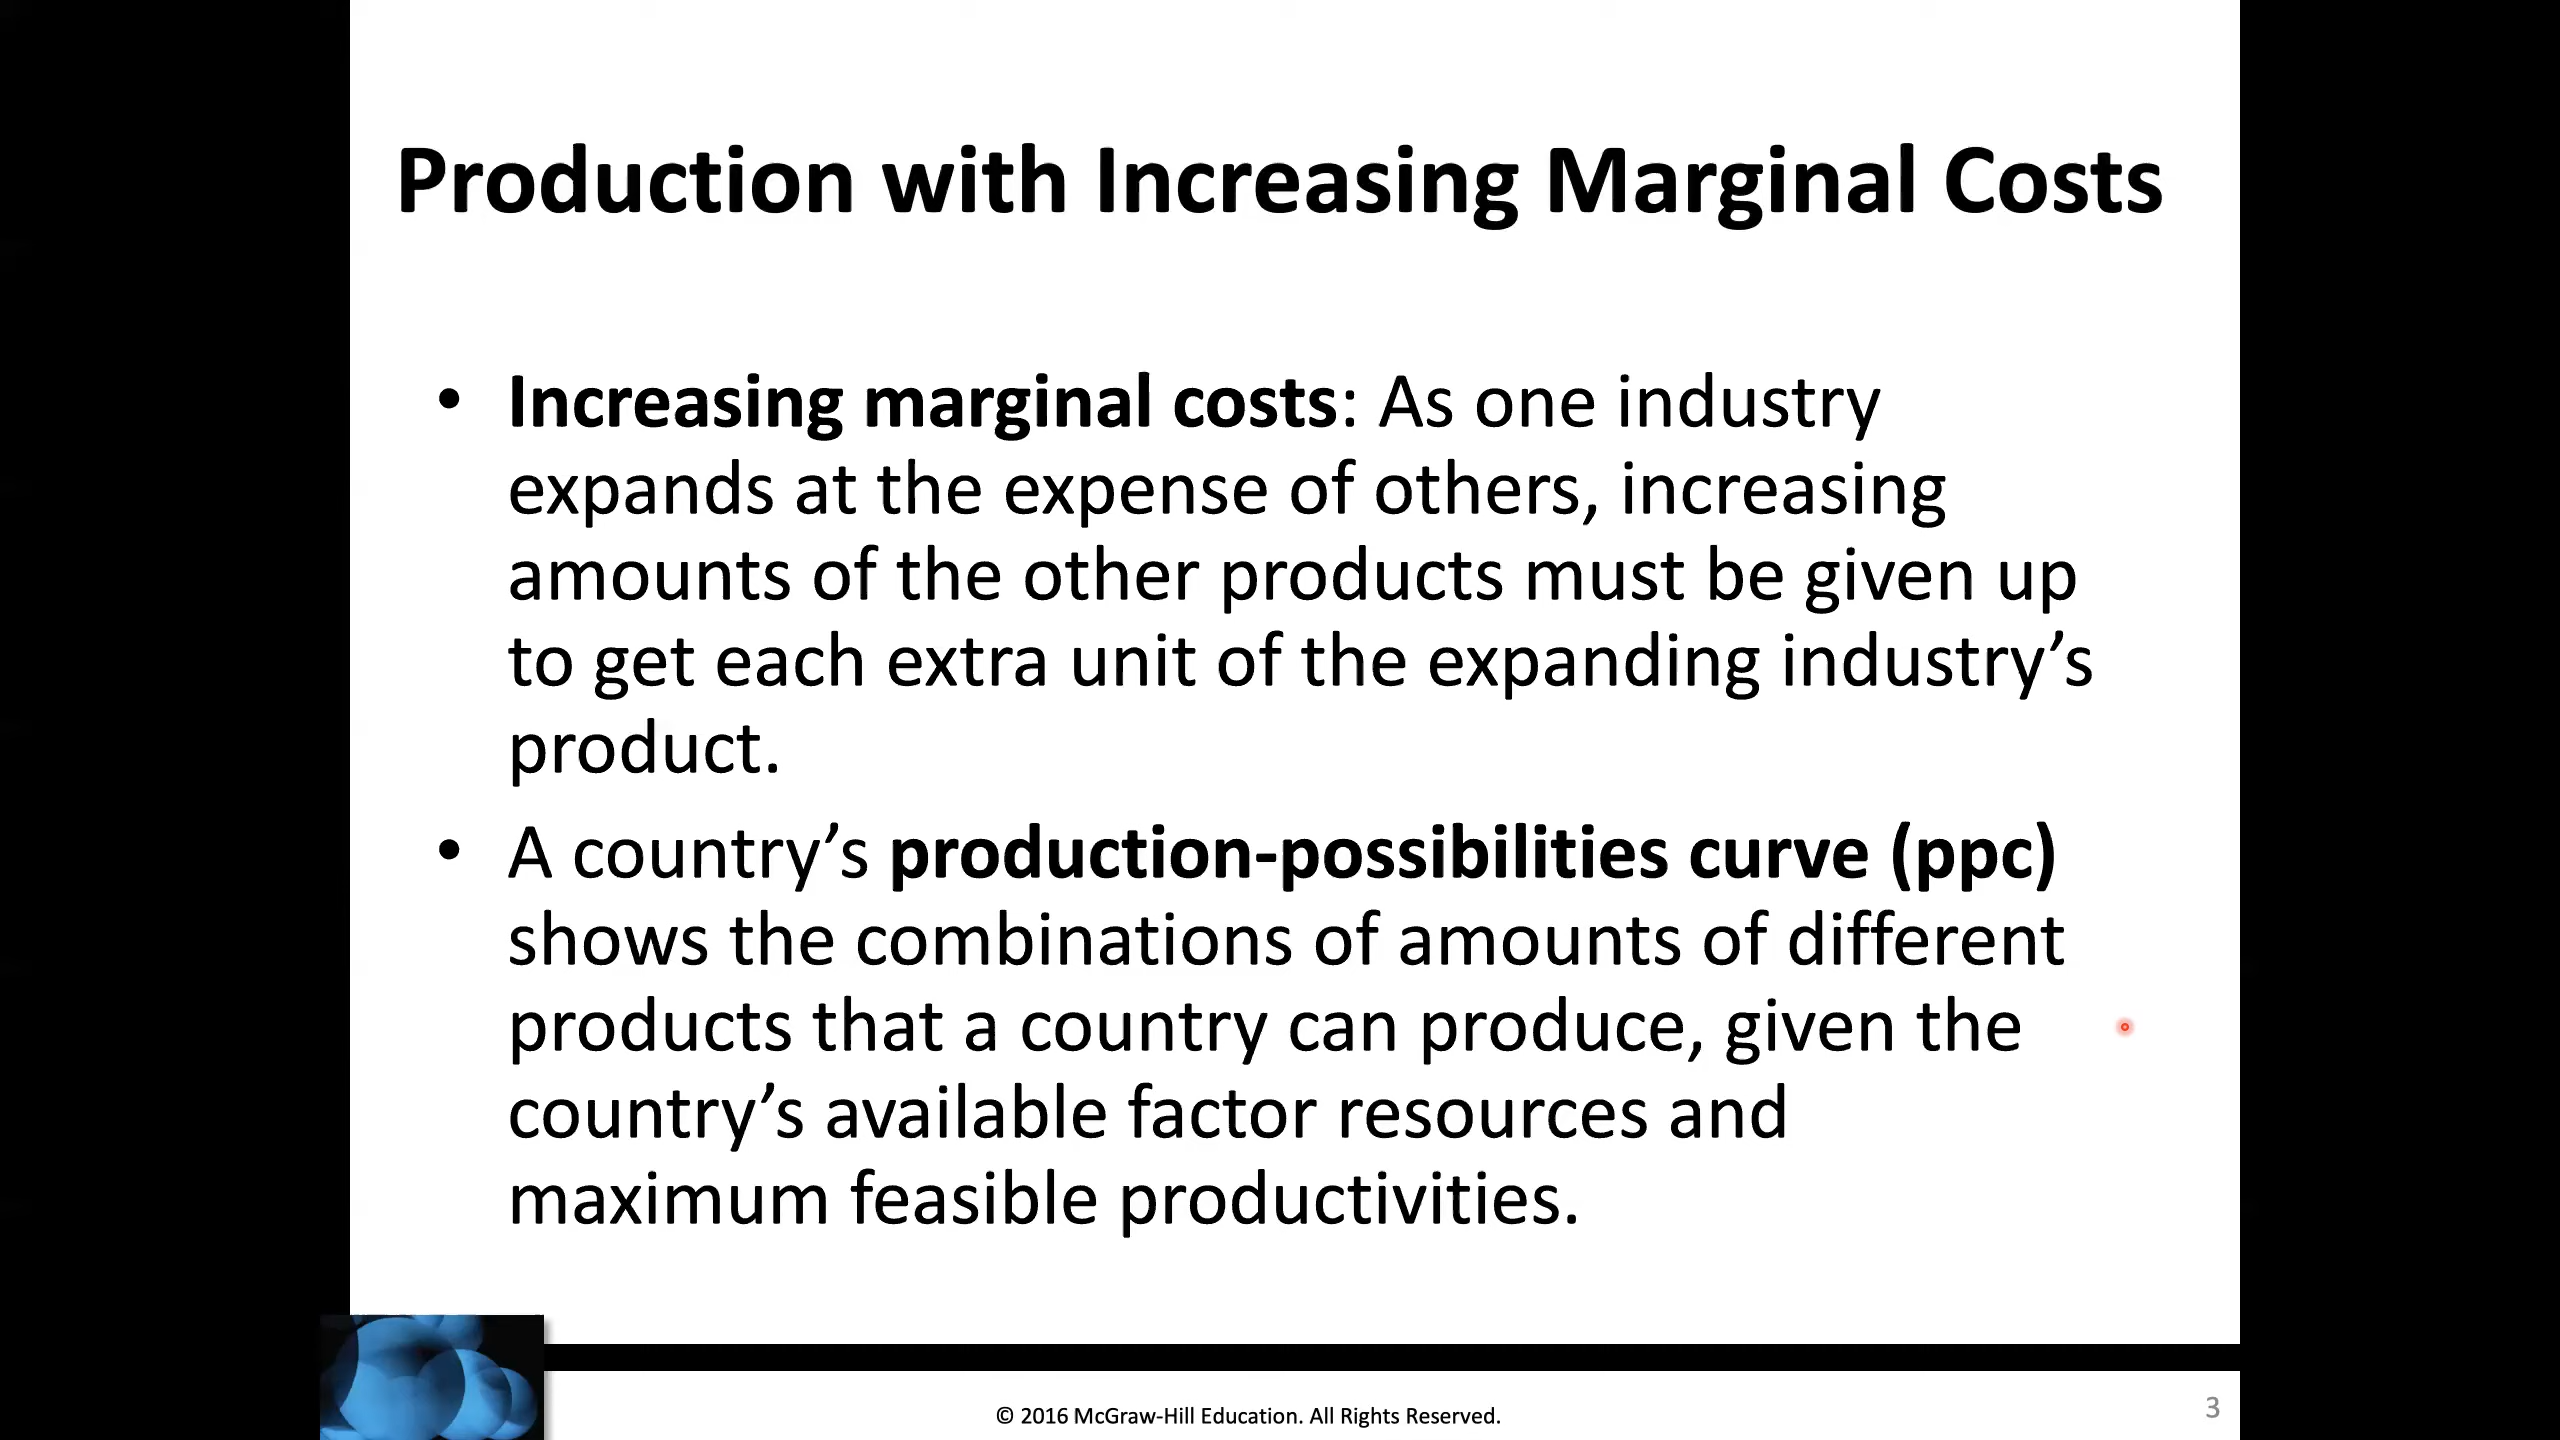 Production with Increasing Marginal Costs
• Increasing marginal costs: As one industry
expands at the expense of others, increasing
amounts of the other products must be given up
to get each extra unit of the expanding industry’s
product.
• A country’s production-possibilities curve (ppc)
shows the combinations of amounts of different
products that a country can produce, given the
country’s available factor resources and
maximum feasible productivities.
© 2016 McGraw-Hill Education. All Rights Reserved.
3